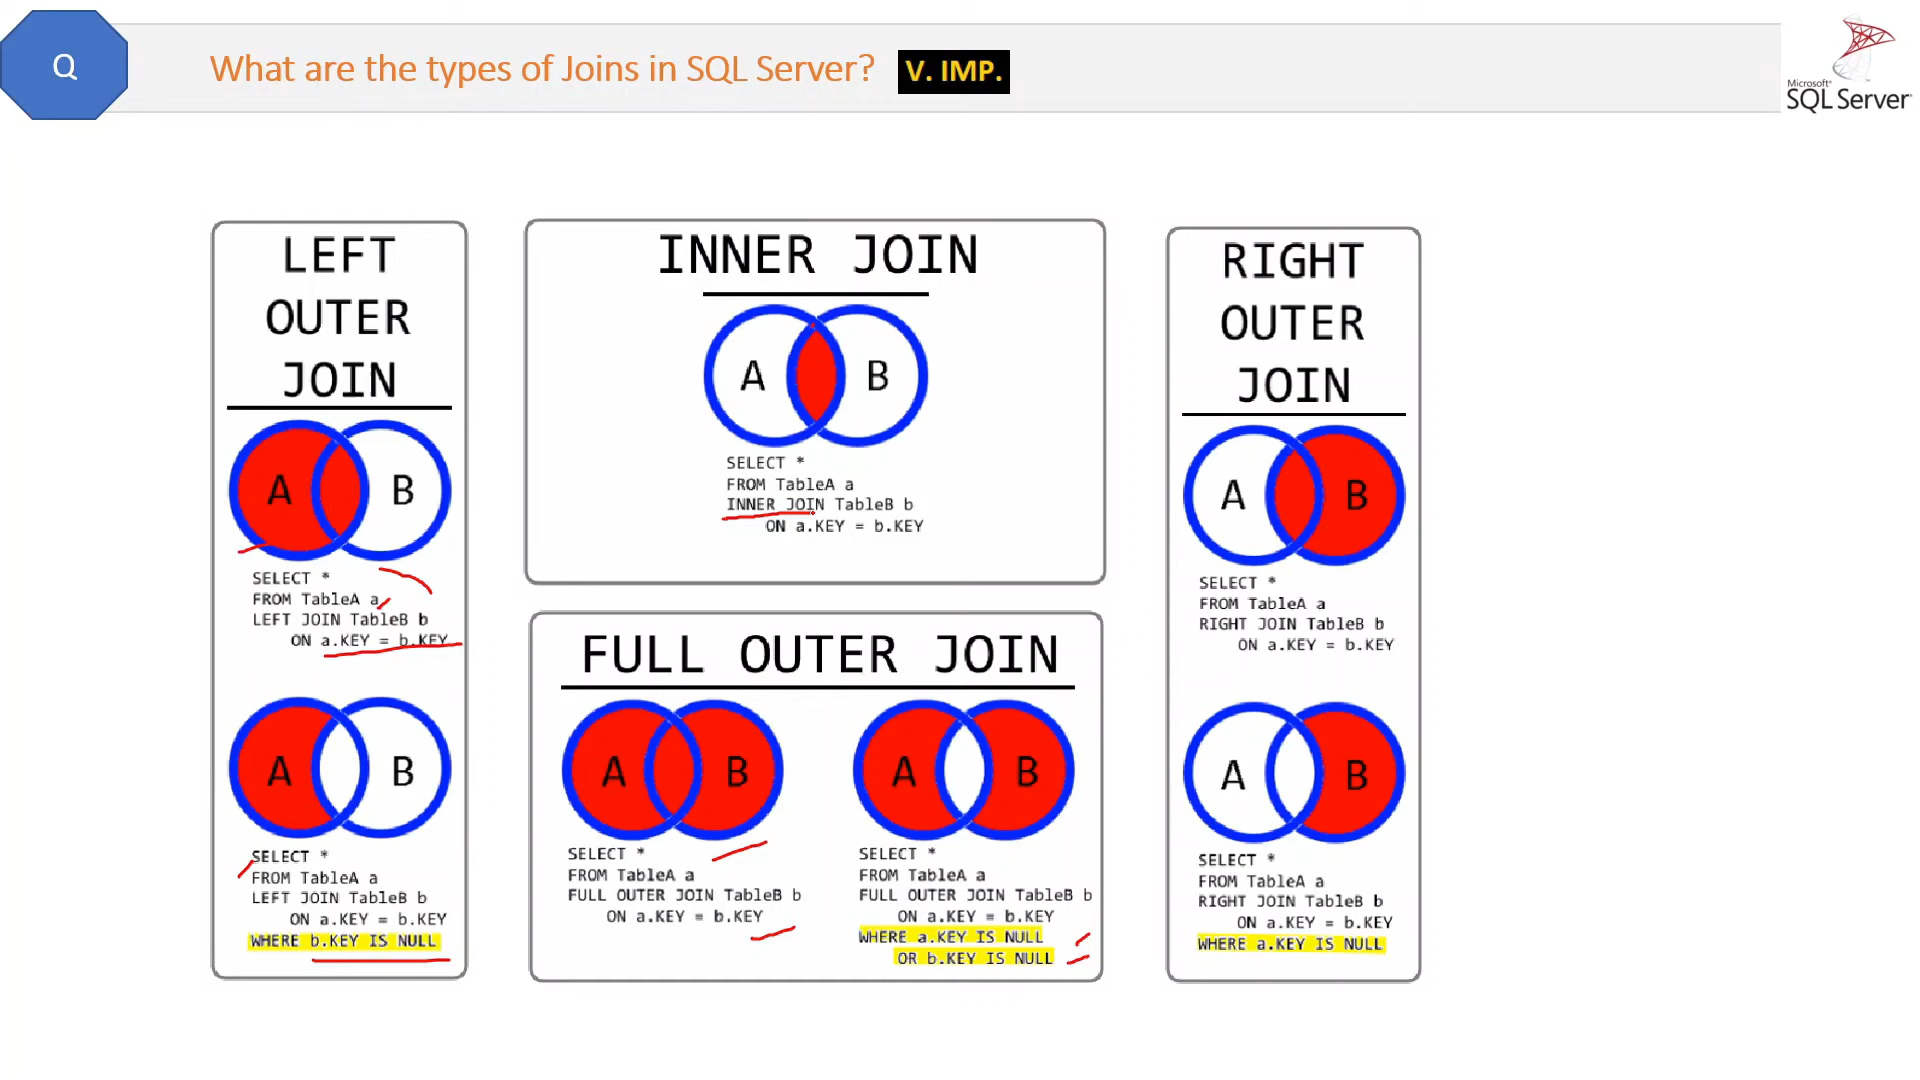 Q
What are the types of Joins in SQL Server?
V. IMP.
Microsoft®
SQL Server
LEFT
OUTER
JOIN
A B
SELECT *
FROM TableA a
LEFT JOIN TableB b
ON a.KEY = b.KEY
A B
SELECT *
FROM TableA a
LEFT JOIN TableB b
ON a.KEY = b.KEY
WHERE b.KEY IS NULL
INNER JOIN
A B
SELECT *
FROM TableA a
INNER JOIN TableB b
ON a.KEY = b.KEY
FULL OUTER JOIN
A B
SELECT *
FROM TableA a
FULL OUTER JOIN TableB b
ON a.KEY = b.KEY
A B
SELECT *
FROM TableA a
FULL OUTER JOIN TableB b
ON a.KEY = b.KEY
WHERE a.KEY IS NULL
OR b.KEY IS NULL
RIGHT
OUTER
JOIN
A B
SELECT *
FROM TableA a
RIGHT JOIN TableB b
ON a.KEY = b.KEY
A B
SELECT *
FROM TableA a
RIGHT JOIN TableB b
ON a.KEY = b.KEY
WHERE a.KEY IS NULL